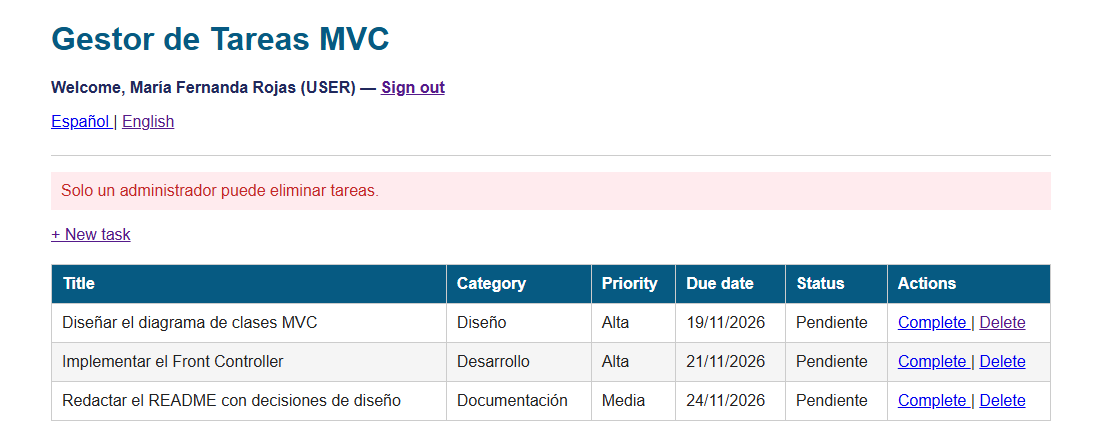 Gestor de Tareas MVC
Welcome, María Fernanda Rojas (USER) — Sign out
Español | English
Solo un administrador puede eliminar tareas.
+ New task
Title Category Priority Due date Status Actions
Diseñar el diagrama de clases MVC Diseño Alta 19/11/2026 Pendiente Complete | Delete
Implementar el Front Controller Desarrollo Alta 21/11/2026 Pendiente Complete | Delete
Redactar el README con decisiones de diseño Documentación Media 24/11/2026 Pendiente Complete | Delete